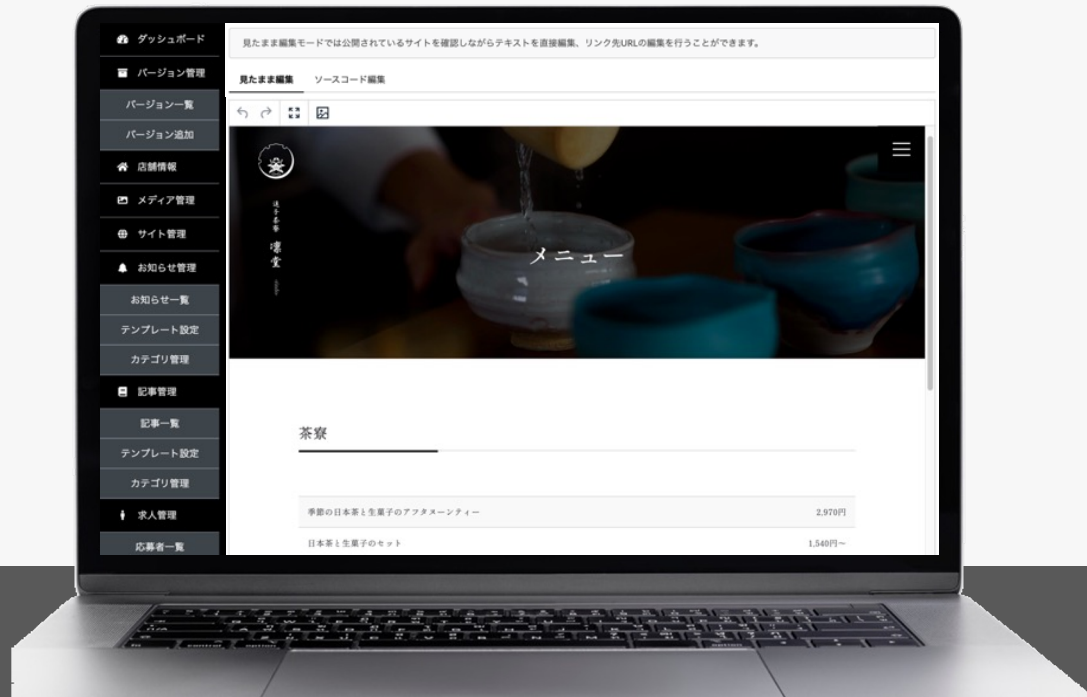 ダッシュボード
バージョン管理
バージョン一覧
バージョン追加
店舗情報
メディア管理
サイト管理
お知らせ管理
お知らせ一覧
テンプレート設定
カテゴリ管理
記事管理
記事一覧
テンプレート設定
カテゴリ管理
求人管理
応募者一覧
見たまま編集モードでは公開されているサイトを確認しながらテキストを直接編集、リンク先URLの編集を行うことができます。
見たまま編集
ソースコード編集
逢手茶寮 凛堂
メニュー
茶寮
季節の日本茶と生菓子のアフタヌーンティー
2,970円
日本茶と生菓子のセット
1,540円〜
control
option
option